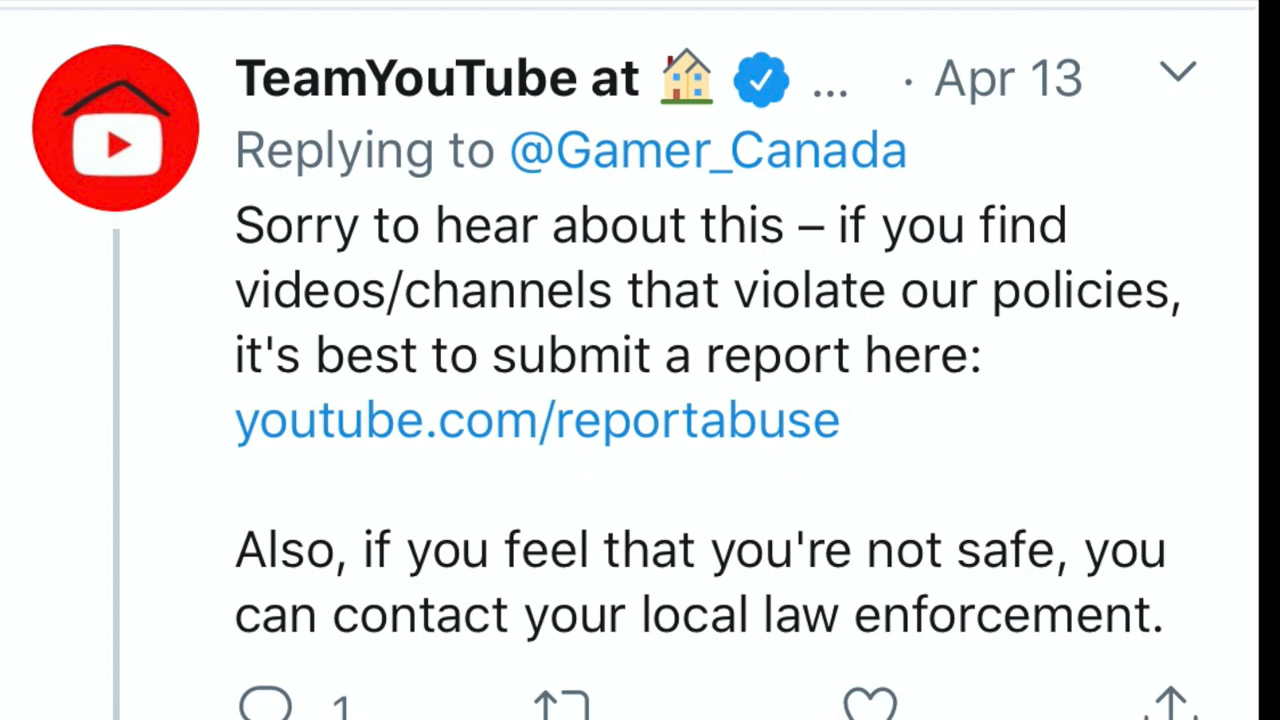 TeamYouTube at 🏠 ... · Apr 13
Replying to @Gamer_Canada
Sorry to hear about this – if you find
videos/channels that violate our policies,
it's best to submit a report here:
youtube.com/reportabuse
Also, if you feel that you're not safe, you
can contact your local law enforcement.
1